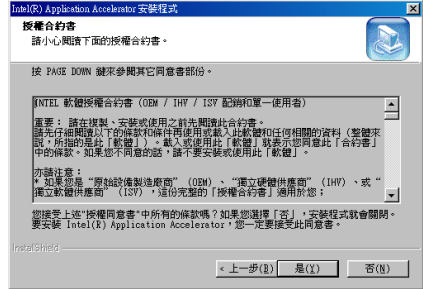 Intel(R) Application Accelerator 安裝程式
授權合約書
請小心閱讀下面的授權合約書。
按 PAGE DOWN 鍵來參閱其它同意書部份。
INTEL 軟體授權合約書 (OEM / IHV / ISV 配銷和單一使用者)
重要： 請在複製、安裝或使用之前先閱讀此合約書。
請先仔細閱讀以下的條款和條件再使用或載入此軟體和任何相關的資料 (整體來
說，所指的是此「軟體」)。載入或使用此「軟體」就表示您同意此「合約書」
中的條款。如果您不同意的話，請不要安裝或使用此「軟體」。
亦請注意：
* 如果您是 “原始設備製造廠商” (OEM)、“獨立硬體供應商” (IHV)、或 “
獨立軟體供應商” (ISV)，這份完整的「授權合約書」適用於您；
您接受上述"授權同意書"中所有的條款嗎？如果您選擇「否」，安裝程式就會關閉。
要安裝 Intel(R) Application Accelerator，您一定要接受此同意書。
InstallShield
< 上一步(B)
是(Y)
否(N)